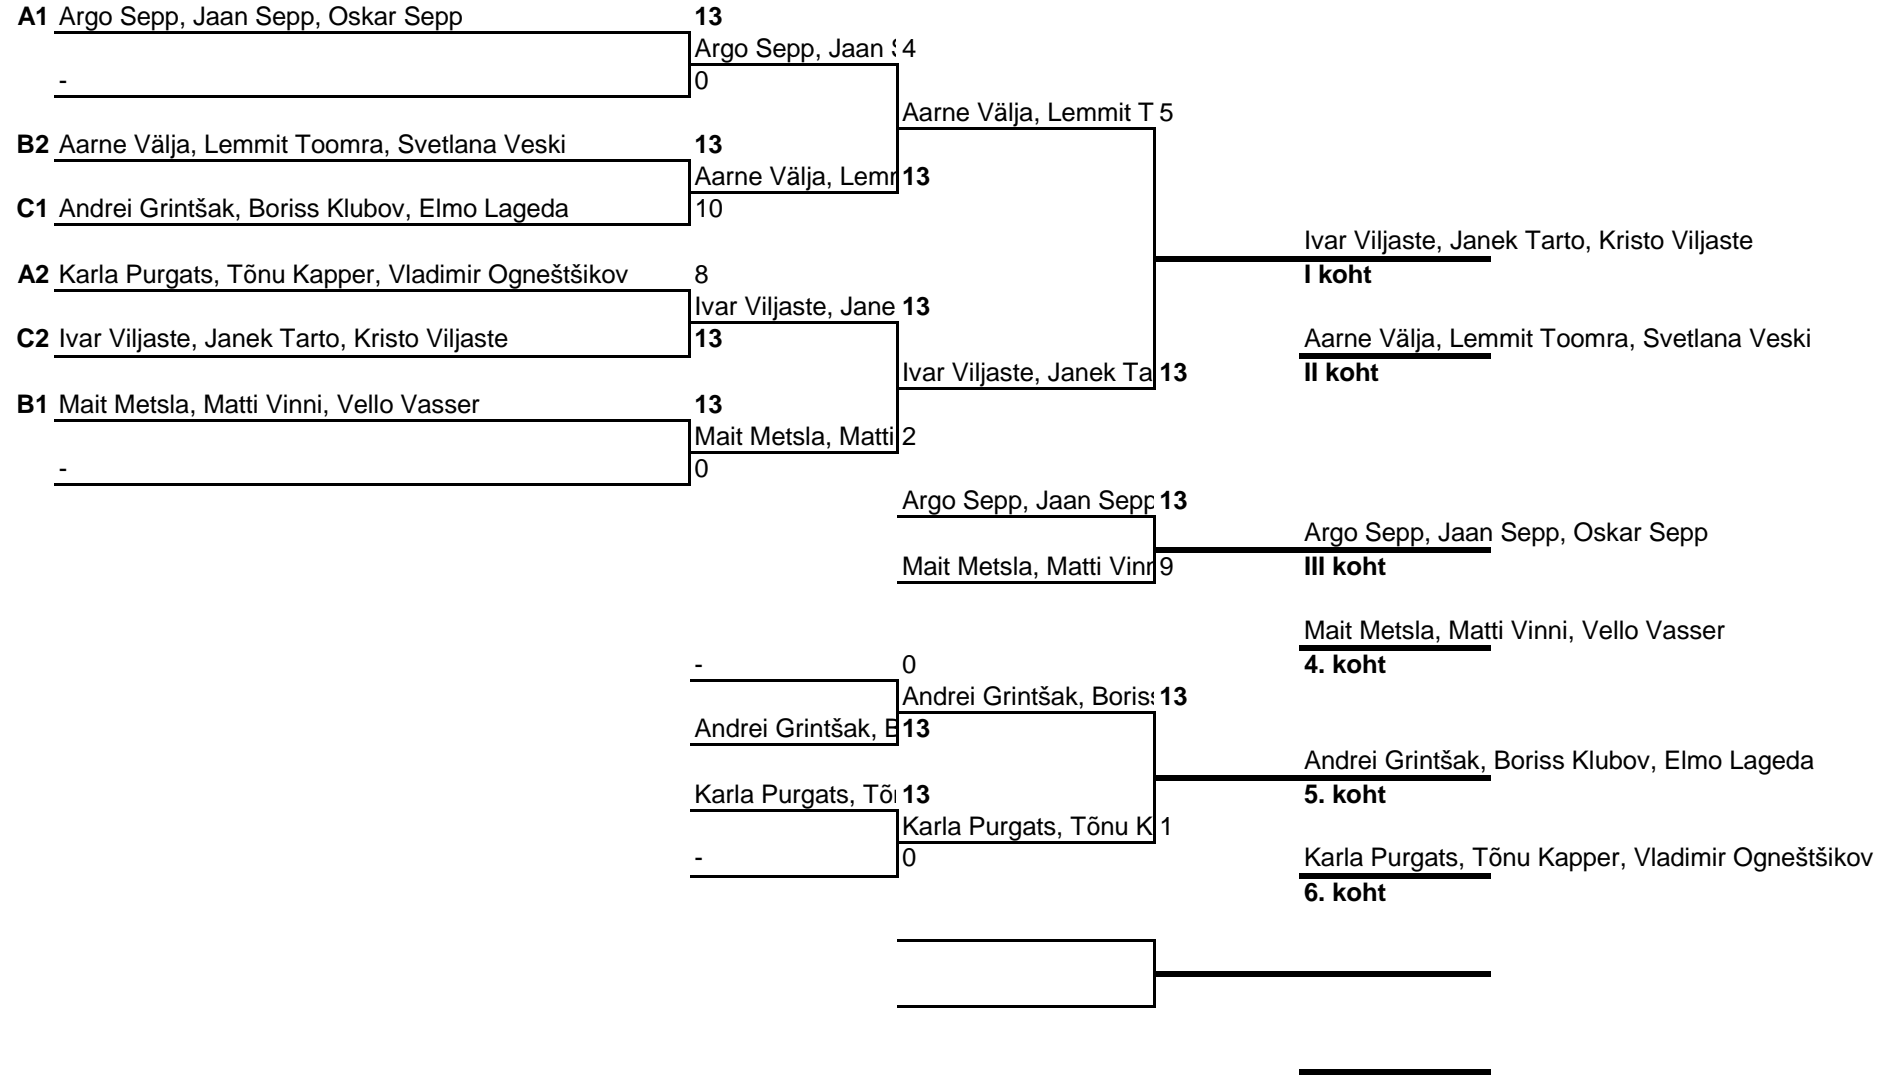 A1 Argo Sepp, Jaan Sepp, Oskar Sepp 13
Argo Sepp, Jaan 4
- 0
Aarne Välja, Lemmit T 5
B2 Aarne Välja, Lemmit Toomra, Svetlana Veski 13
Aarne Välja, Lem 13
C1 Andrei Grintšak, Boriss Klubov, Elmo Lageda 10
Ivar Viljaste, Janek Tarto, Kristo Viljaste
A2 Karla Purgats, Tõnu Kapper, Vladimir Ogneštšikov 8
I koht
Ivar Viljaste, Jane 13
C2 Ivar Viljaste, Janek Tarto, Kristo Viljaste 13
Aarne Välja, Lemmit Toomra, Svetlana Veski
Ivar Viljaste, Janek Ta 13
II koht
B1 Mait Metsla, Matti Vinni, Vello Vasser 13
Mait Metsla, Matti 2
- 0
Argo Sepp, Jaan Sepp 13
Argo Sepp, Jaan Sepp, Oskar Sepp
Mait Metsla, Matti Vin 9
III koht
Mait Metsla, Matti Vinni, Vello Vasser
- 0
4. koht
Andrei Grintšak, Boris 13
Andrei Grintšak, B 13
Andrei Grintšak, Boriss Klubov, Elmo Lageda
Karla Purgats, Tõ 13
5. koht
Karla Purgats, Tõnu K 1
- 0
Karla Purgats, Tõnu Kapper, Vladimir Ogneštšikov
6. koht